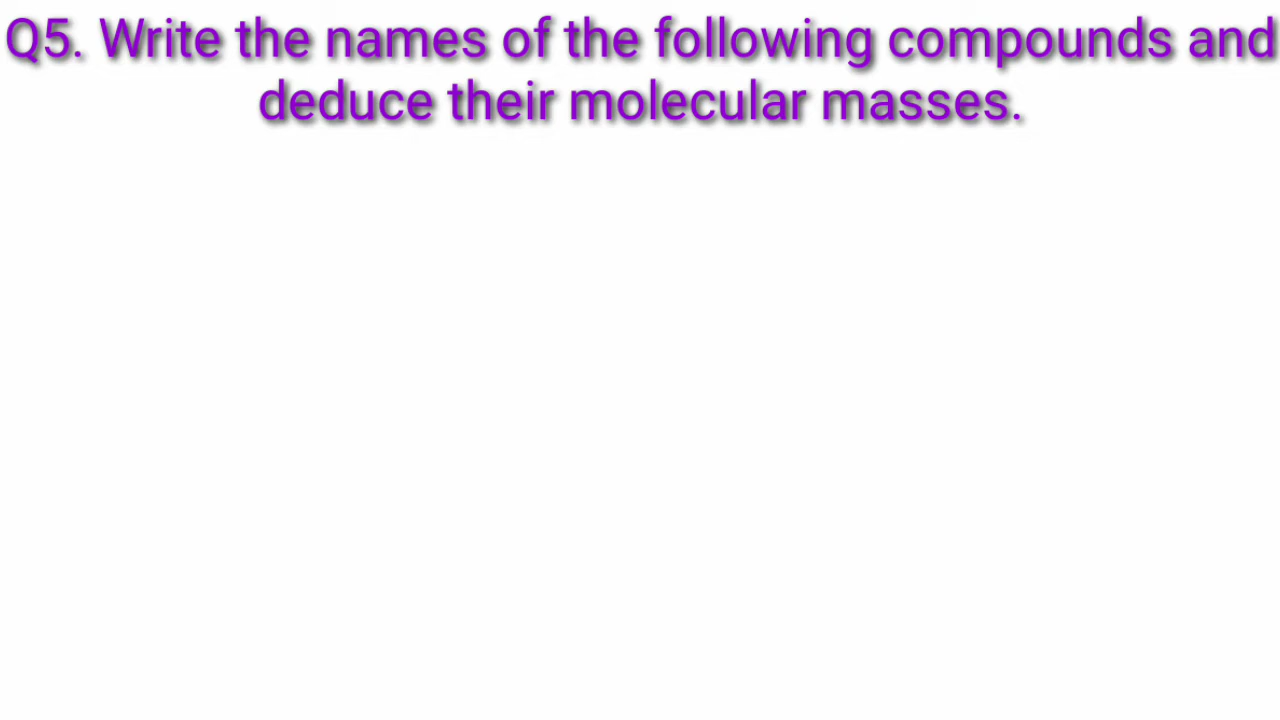 Q5. Write the names of the following compounds and
deduce their molecular masses.